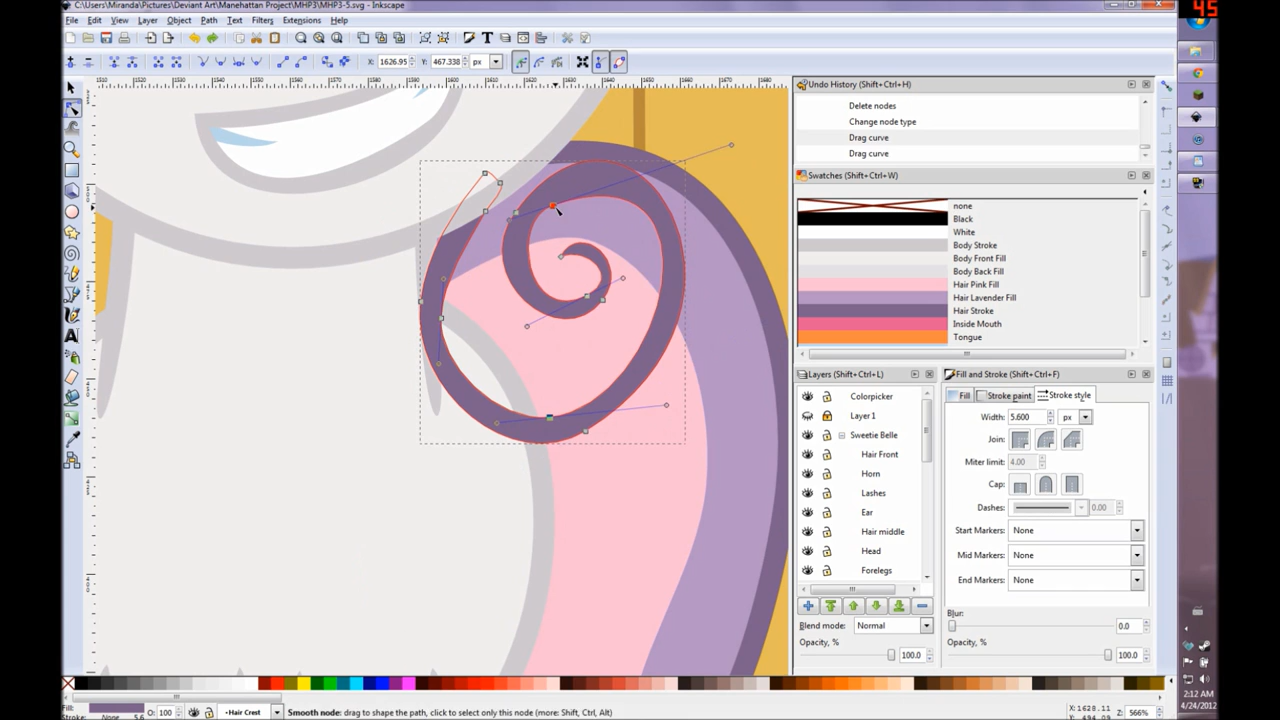 C:\Users\Miranda\Pictures\Deviant Art\Manehattan Project\MHP3\MHP3-5.svg - Inkscape
45
File Edit View Layer Object Path Text Filters Extensions Help
X: 1626.95 Y: 467.338 px
Undo History (Shift+Ctrl+H)
Delete nodes
Change node type
Drag curve
Drag curve
Swatches (Shift+Ctrl+W)
none
Black
White
Body Stroke
Body Front Fill
Body Back Fill
Hair Pink Fill
Hair Lavender Fill
Hair Stroke
Inside Mouth
Tongue
Layers (Shift+Ctrl+L)
Colorpicker
Layer 1
Sweetie Belle
Hair Front
Horn
Lashes
Ear
Hair middle
Head
Forelegs
Blend mode: Normal
Opacity, %
100.0
Fill and Stroke (Shift+Ctrl+F)
Fill Stroke paint Stroke style
Width: 5.600 px
Join:
Miter limit: 4.00
Cap:
Dashes: 0.00
Start Markers: None
Mid Markers: None
End Markers: None
Blur:
0.0
Opacity, %
100.0
Fill:
Stroke: None 5.6
O: 100
Hair Crest
Smooth node: drag to shape the path, click to select only this node (more: Shift, Ctrl, Alt)
X: 1628.11
Y: 494.09
Z: 566%
2:12 AM
4/24/2012